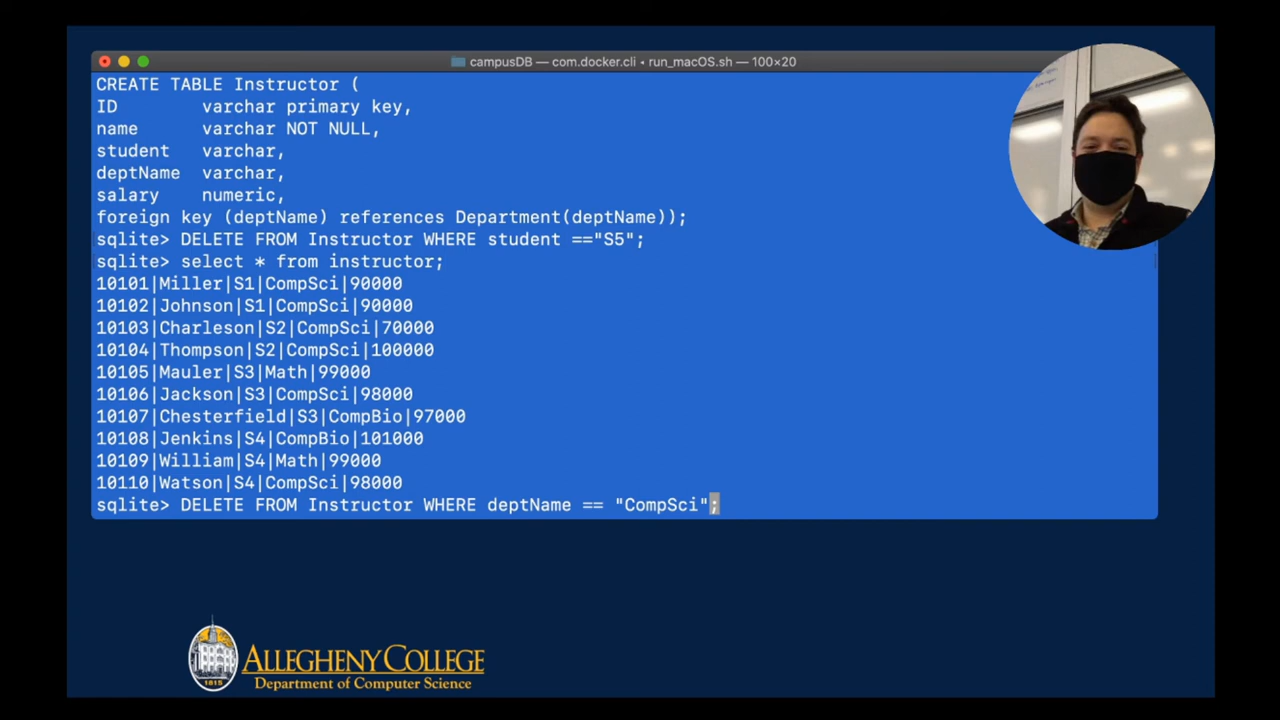 campusDB — com.docker.cli • run_macOS.sh — 100×20
CREATE TABLE Instructor (
ID varchar primary key,
name varchar NOT NULL,
student varchar,
deptName varchar,
salary numeric,
foreign key (deptName) references Department(deptName));
sqlite> DELETE FROM Instructor WHERE student =="S5";
sqlite> select * from instructor;
10101|Miller|S1|CompSci|90000
10102|Johnson|S1|CompSci|90000
10103|Charleson|S2|CompSci|70000
10104|Thompson|S2|CompSci|100000
10105|Mauler|S3|Math|99000
10106|Jackson|S3|CompSci|98000
10107|Chesterfield|S3|CompBio|97000
10108|Jenkins|S4|CompBio|101000
10109|William|S4|Math|99000
10110|Watson|S4|CompSci|98000
sqlite> DELETE FROM Instructor WHERE deptName == "CompSci";
ALLEGHENY COLLEGE
Department of Computer Science
1815